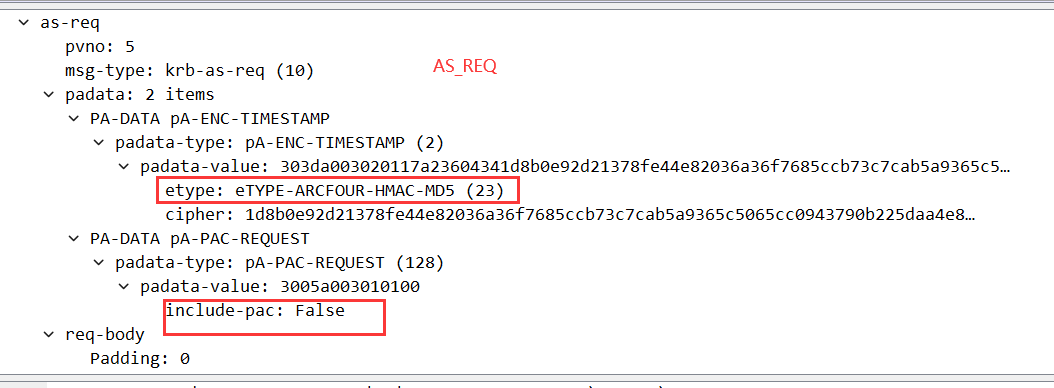 as-req
pvno: 5
msg-type: krb-as-req (10)
AS_REQ
padata: 2 items
PA-DATA pA-ENC-TIMESTAMP
padata-type: pA-ENC-TIMESTAMP (2)
padata-value: 303da003020117a23604341d8b0e92d21378fe44e82036a36f7685ccb73c7cab5a9365c5…
etype: eTYPE-ARCFOUR-HMAC-MD5 (23)
cipher: 1d8b0e92d21378fe44e82036a36f7685ccb73c7cab5a9365c5065cc0943790b225daa4e8…
PA-DATA pA-PAC-REQUEST
padata-type: pA-PAC-REQUEST (128)
padata-value: 3005a003010100
include-pac: False
req-body
Padding: 0